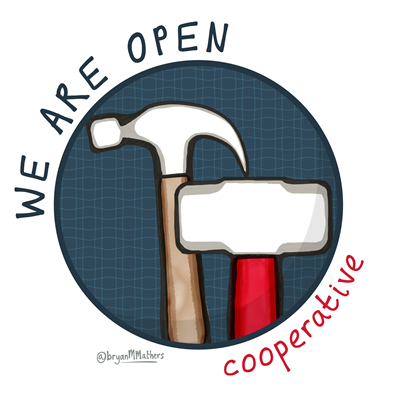 WE ARE OPEN
cooperative
@bryanMMathers